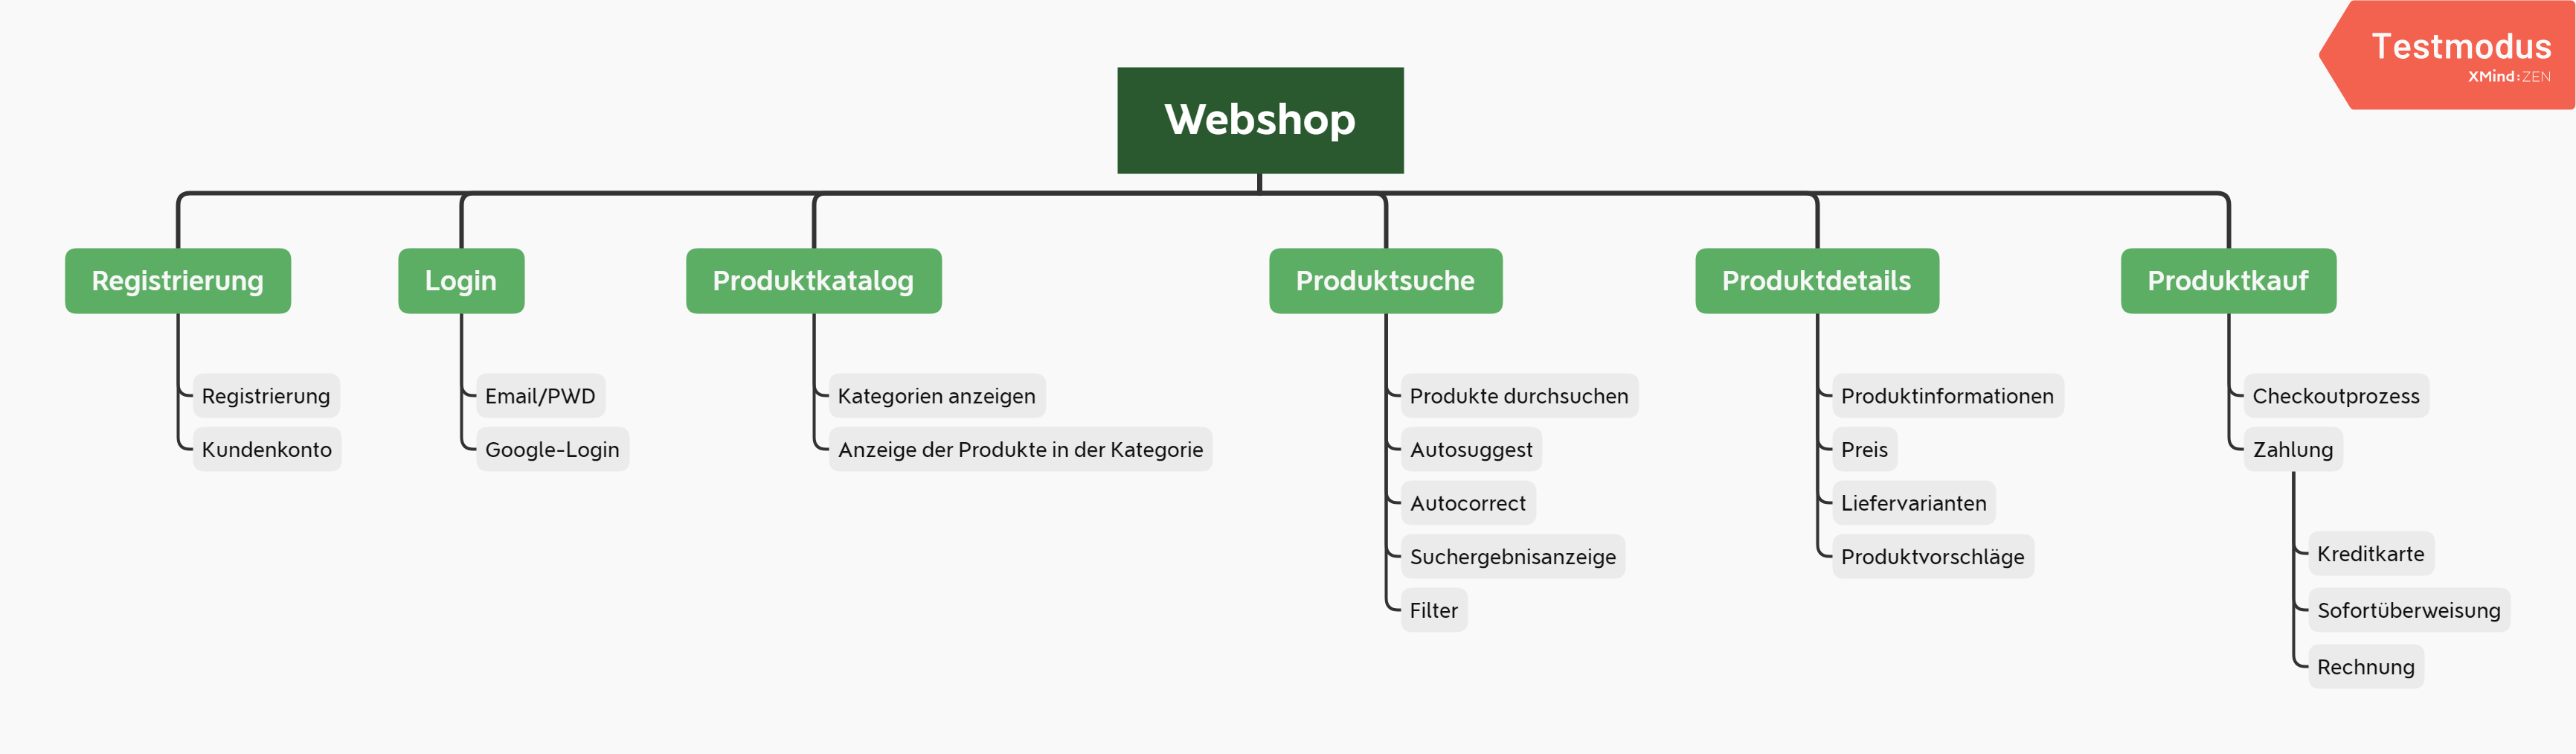 Testmodus
XMind:ZEN
Webshop
Registrierung
Registrierung
Kundenkonto
Login
Email/PWD
Google-Login
Produktkatalog
Kategorien anzeigen
Anzeige der Produkte in der Kategorie
Produktsuche
Produkte durchsuchen
Autosuggest
Autocorrect
Suchergebnisanzeige
Filter
Produktdetails
Produktinformationen
Preis
Liefervarianten
Produktvorschläge
Produktkauf
Checkoutprozess
Zahlung
Kreditkarte
Sofortüberweisung
Rechnung